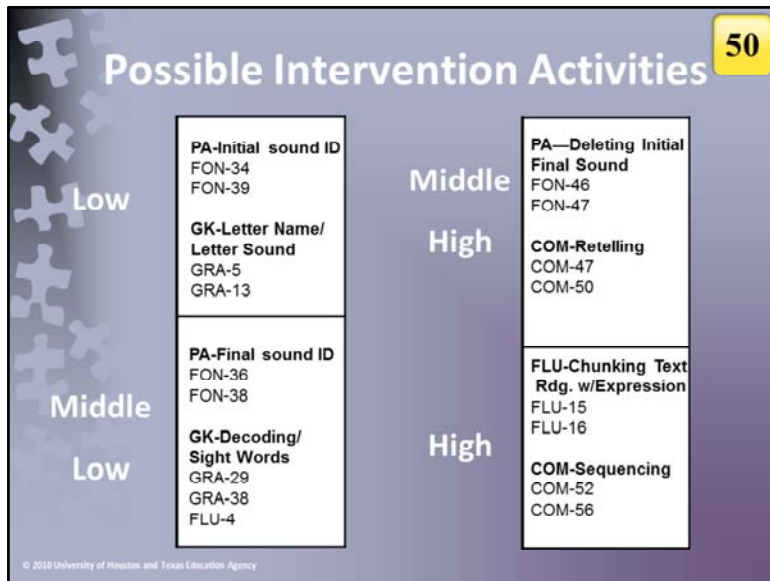 50
Possible Intervention Activities
Low
PA-Initial sound ID
FON-34
FON-39
GK-Letter Name/
Letter Sound
GRA-5
GRA-13
Middle
Low
PA-Final sound ID
FON-36
FON-38
GK-Decoding/
Sight Words
GRA-29
GRA-38
FLU-4
Middle
High
PA—Deleting Initial
Final Sound
FON-46
FON-47
COM-Retelling
COM-47
COM-50
High
FLU-Chunking Text
Rdg. w/Expression
FLU-15
FLU-16
COM-Sequencing
COM-52
COM-56
© 2010 University of Houston and Texas Education Agency